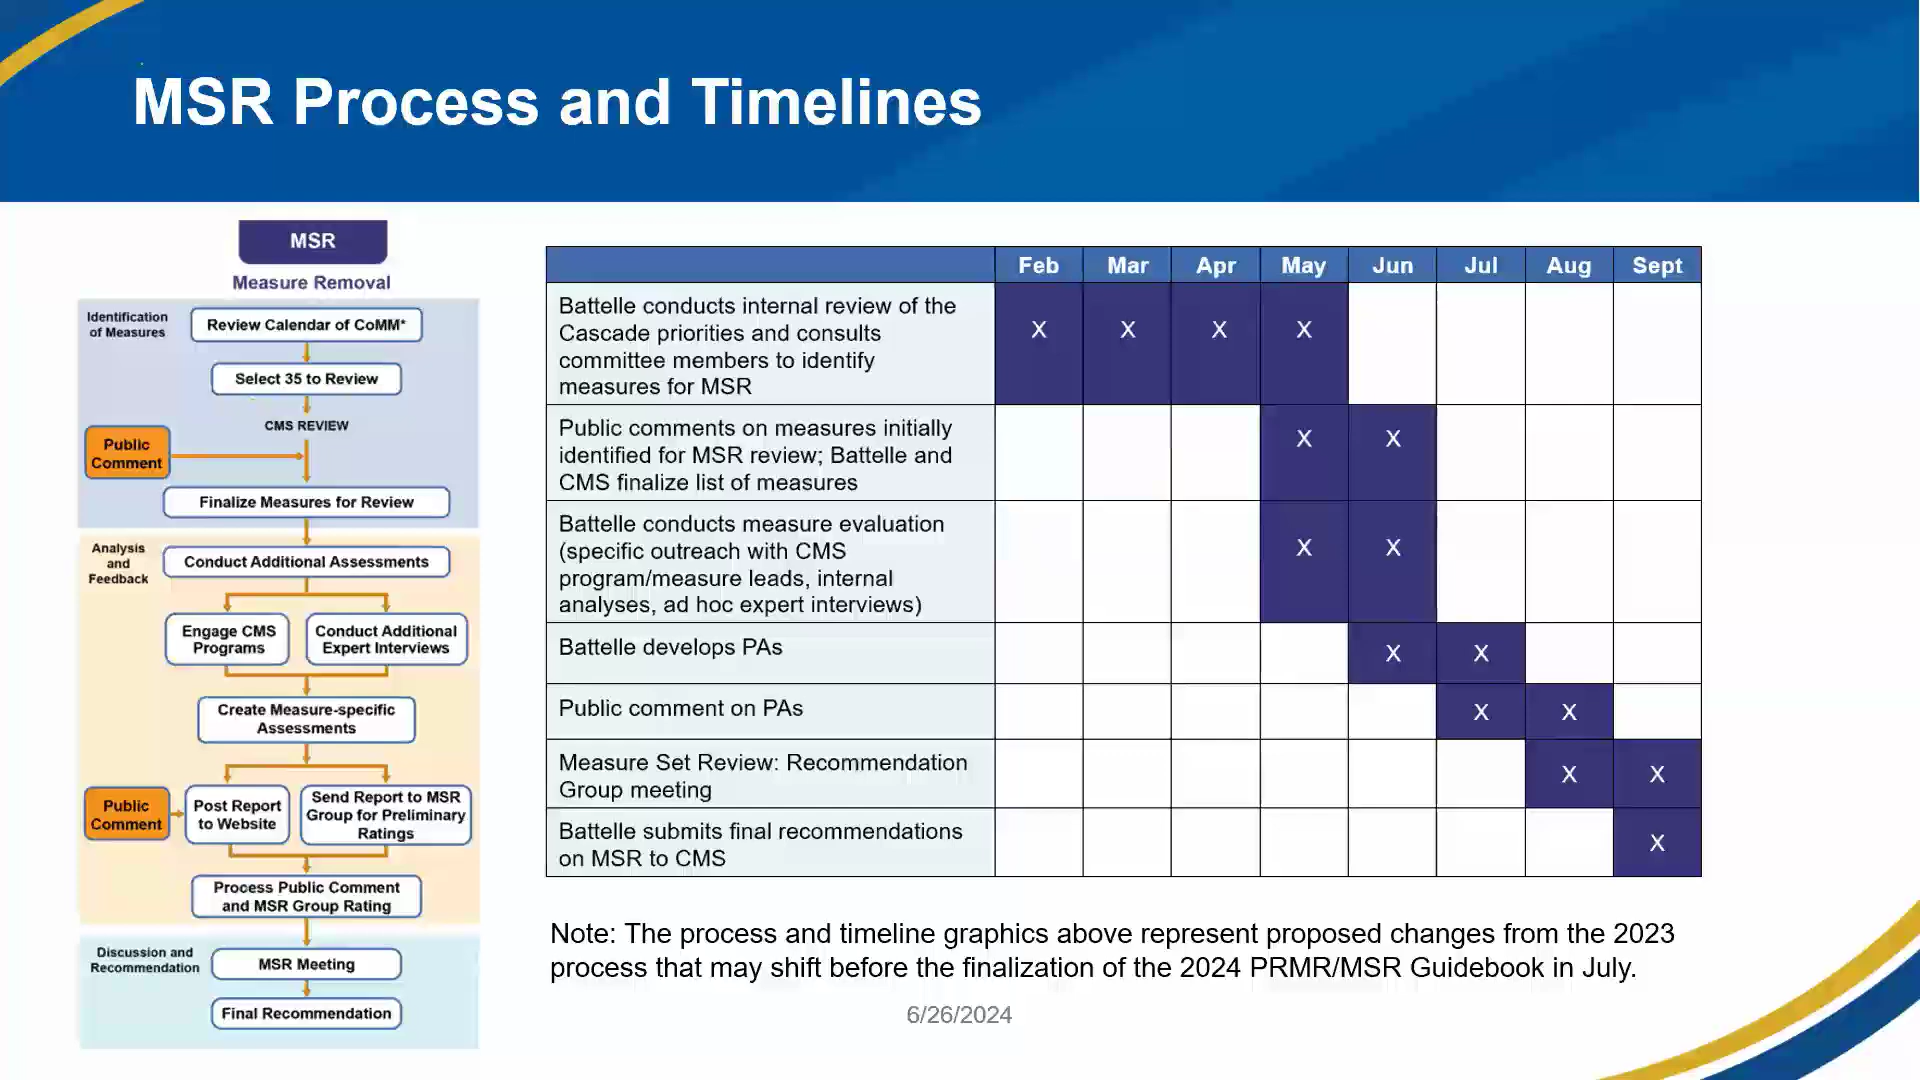 MSR Process and Timelines
MSR
Measure Removal
Identification
of Measures
Review Calendar of CoMM*
Select 35 to Review
CMS REVIEW
Public
Comment
Finalize Measures for Review
Analysis
and
Feedback
Conduct Additional Assessments
Engage CMS
Programs
Conduct Additional
Expert Interviews
Create Measure-specific
Assessments
Public
Comment
Post Report
to Website
Send Report to MSR
Group for Preliminary
Ratings
Process Public Comment
and MSR Group Rating
Discussion and
Recommendation
MSR Meeting
Final Recommendation
Feb Mar Apr May Jun Jul Aug Sept
Battelle conducts internal review of the
Cascade priorities and consults
committee members to identify
measures for MSR
X X X X
Public comments on measures initially
identified for MSR review; Battelle and
CMS finalize list of measures
X X
Battelle conducts measure evaluation
(specific outreach with CMS
program/measure leads, internal
analyses, ad hoc expert interviews)
X X
Battelle develops PAs
X X
Public comment on PAs
X X
Measure Set Review: Recommendation
Group meeting
X X
Battelle submits final recommendations
on MSR to CMS
X
Note: The process and timeline graphics above represent proposed changes from the 2023
process that may shift before the finalization of the 2024 PRMR/MSR Guidebook in July.
6/26/2024